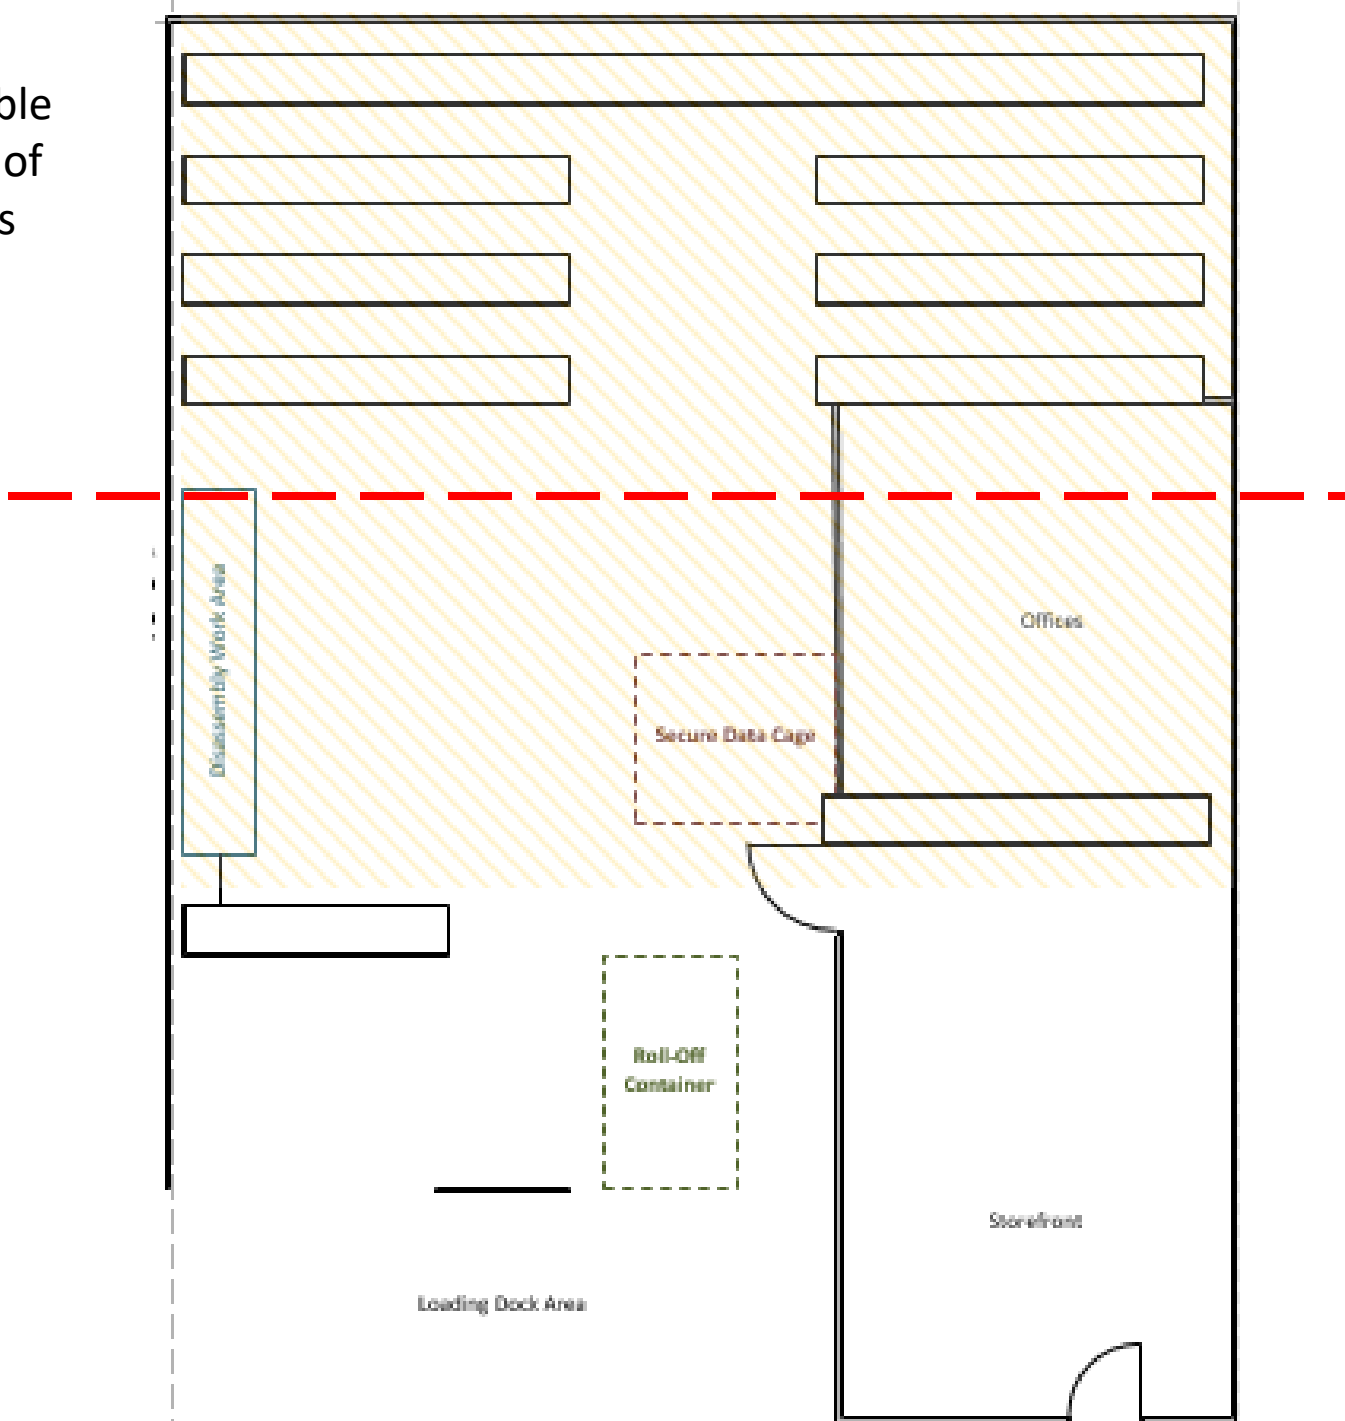 ble
of
s
Disassembly Work Area
Offices
Secure Data Cage
Roll-Off
Container
Storefront
Loading Dock Area